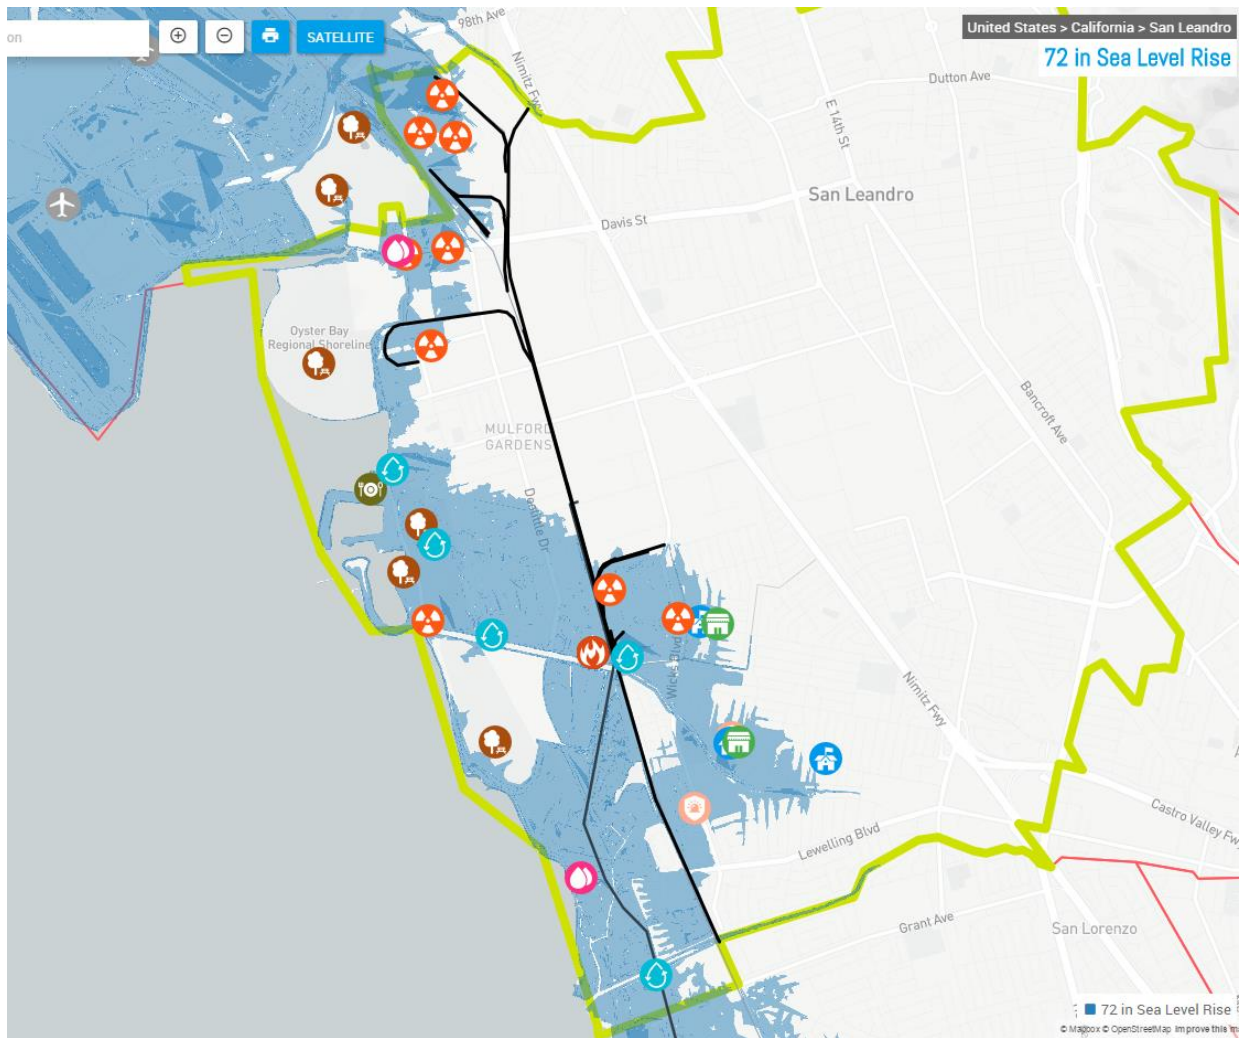 on
SATELLITE
98th Ave
United States > California > San Leandro
72 in Sea Level Rise
Nimitz Fwy
Dutton Ave
E 14th St
San Leandro
Davis St
Oyster Bay
Regional Shoreline
Bancroft Ave
MULFORD
GARDENS
Doolittle Dr
Wicks Blvd
Nimitz Fwy
Castro Valley Fwy
Lewelling Blvd
Grant Ave
San Lorenzo
72 in Sea Level Rise
© Mapbox © OpenStreetMap Improve this m